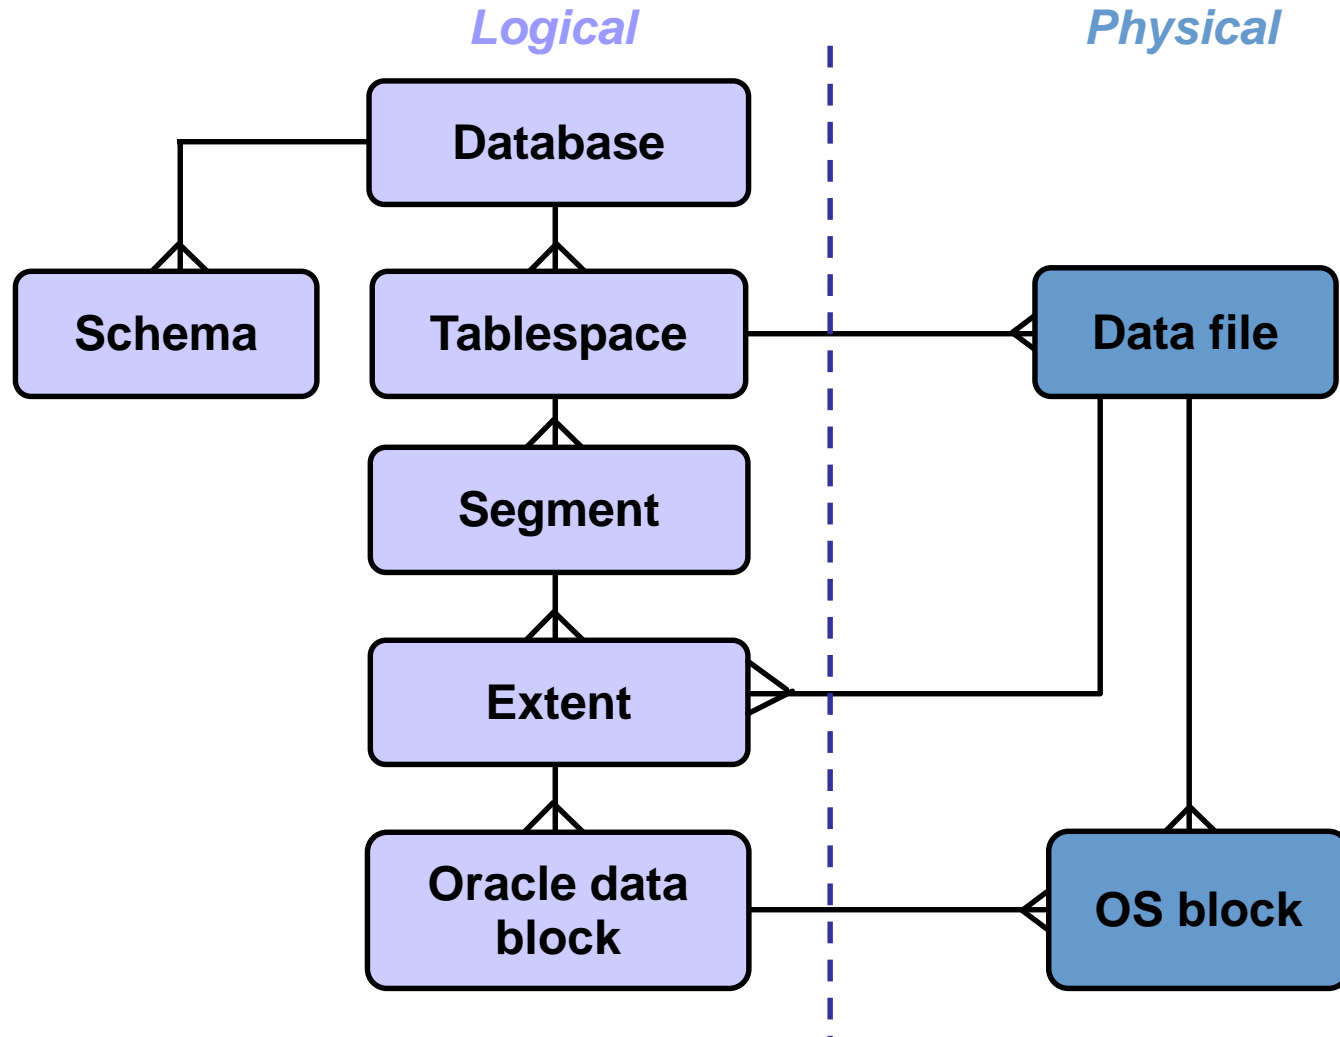 Logical
Physical
Database
Schema
Tablespace
Data file
Segment
Extent
Oracle data
block
OS block